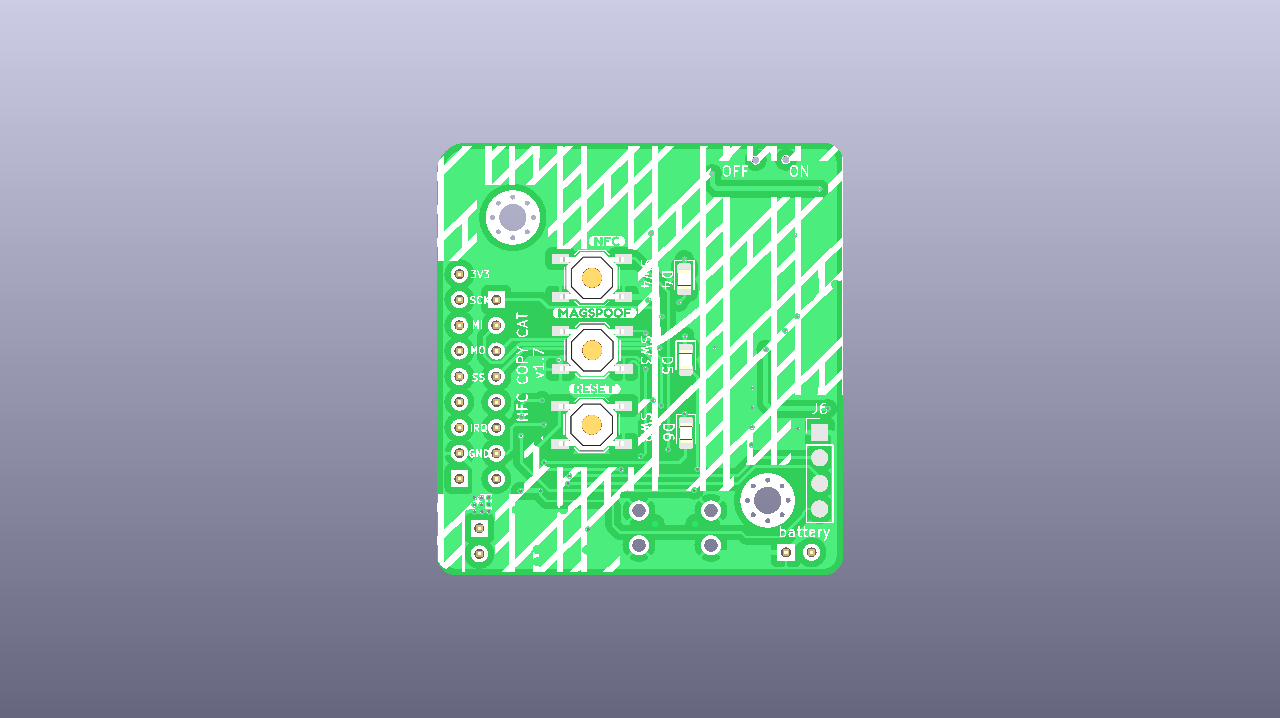 OFF ON
NFC
3V3
SW4
D4
SCK
MAGSPOOF
MI
MO
SW3
D5
SS
RESET
NFC COPY CAT
v1.7
J6
IRQ
D6
GND
battery